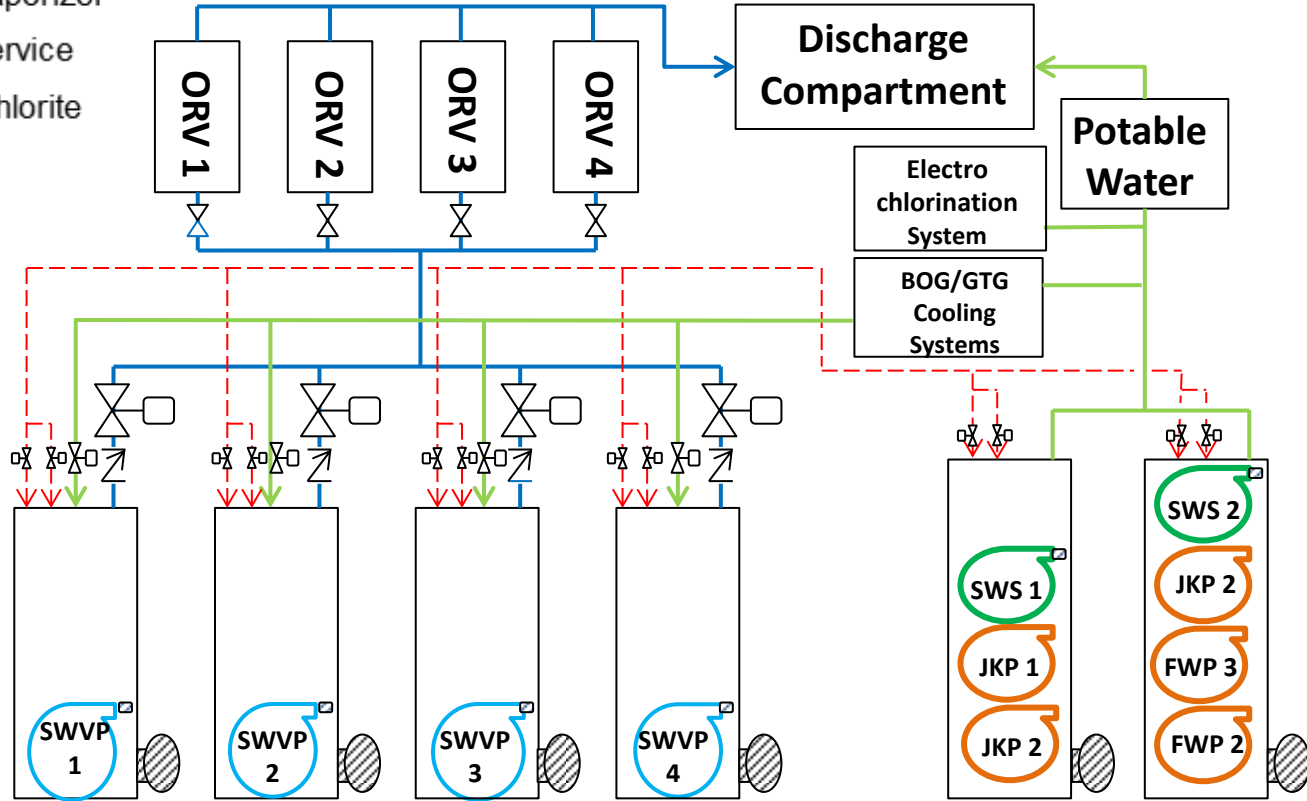 ORV 1
ORV 2
ORV 3
ORV 4
Discharge
Compartment
Potable
Water
Electro
chlorination
System
BOG/GTG
Cooling
Systems
SWVP
1
SWVP
2
SWVP
3
SWVP
4
SWS 1
JKP 1
JKP 2
SWS 2
JKP 2
FWP 3
FWP 2